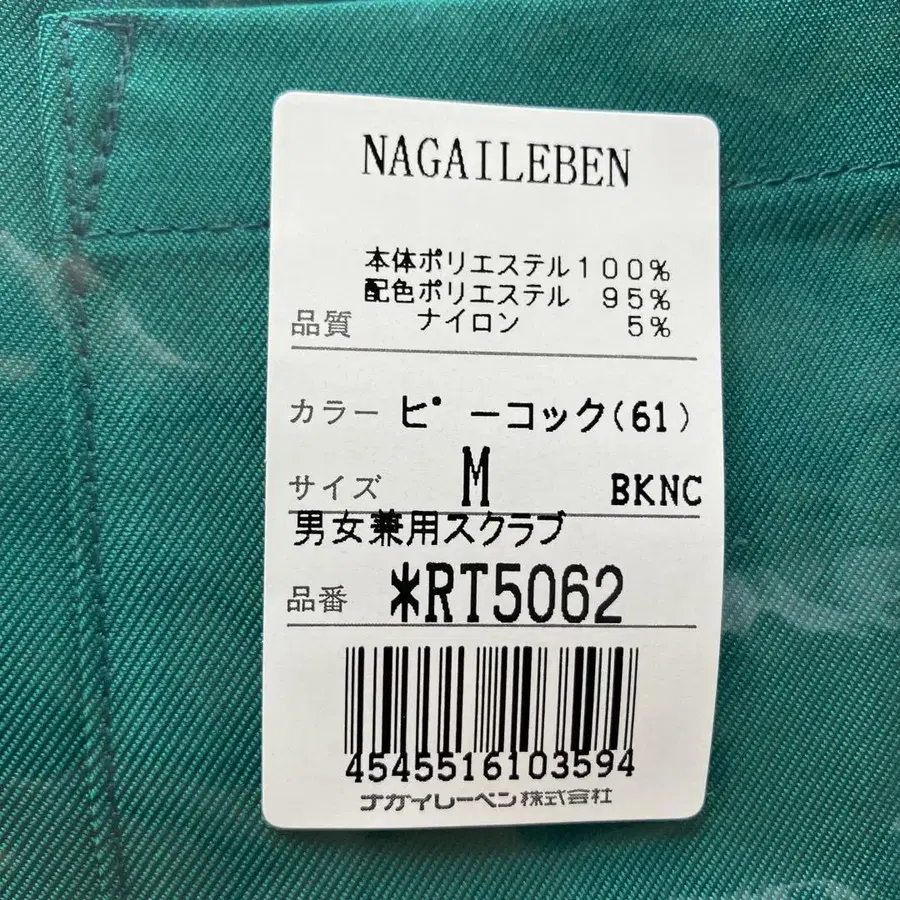 NAGAILEBEN
本体ポリエステル100%
配色ポリエステル 95%
品質 ナイロン 5%
カラー ピーコック(61)
サイズ M BKNC
男女兼用スクラブ
品番 *RT5062
4545516103594
ナガイレーベン株式会社